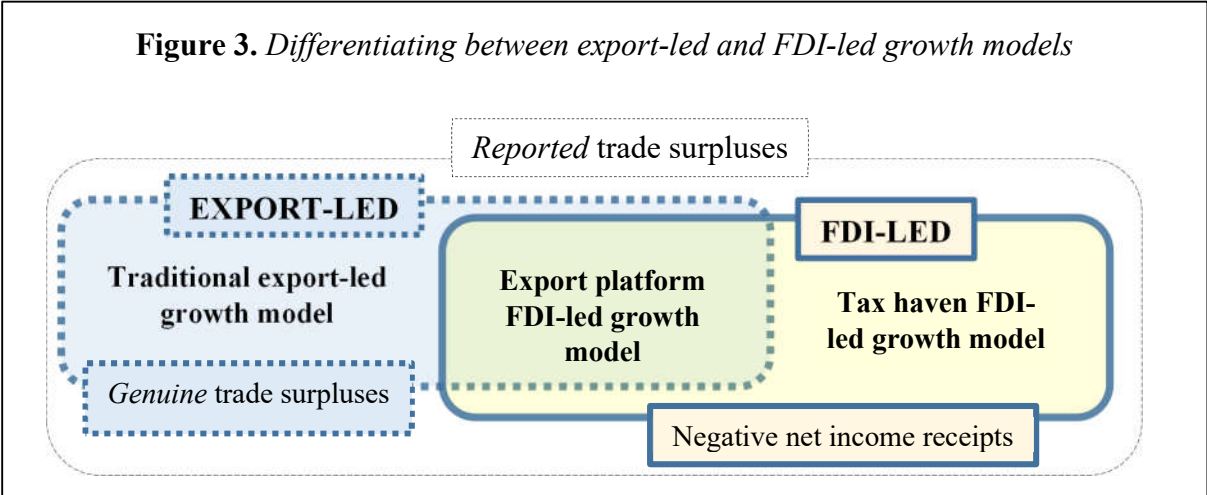 Figure 3. Differentiating between export-led and FDI-led growth models
Reported trade surpluses
EXPORT-LED
FDI-LED
Traditional export-led
growth model
Export platform
FDI-led growth
model
Tax haven FDI-
led growth model
Genuine trade surpluses
Negative net income receipts